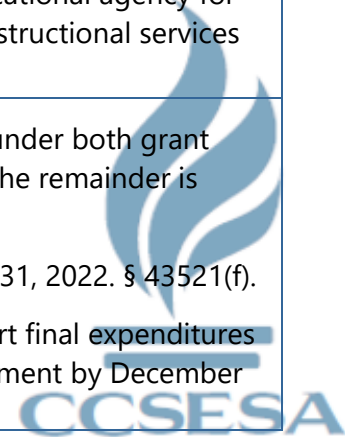 ational agency for
structional services
under both grant
he remainder is
31, 2022. § 43521(f).
rt final expenditures
ment by December
CCSESA